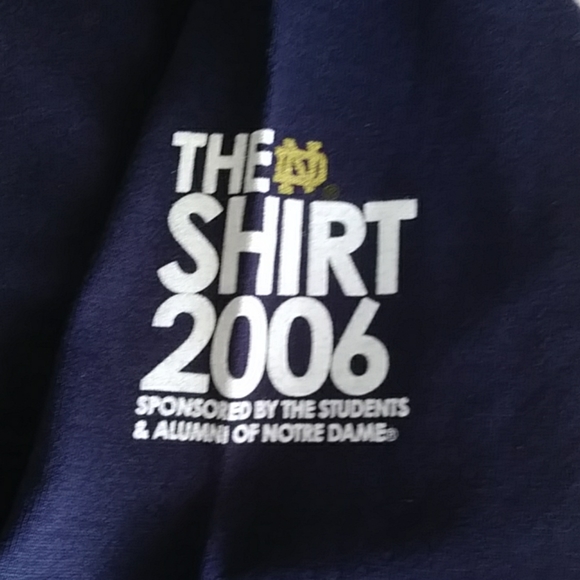 THE ND®
SHIRT
2006
SPONSORED BY THE STUDENTS
& ALUMNI OF NOTRE DAME®